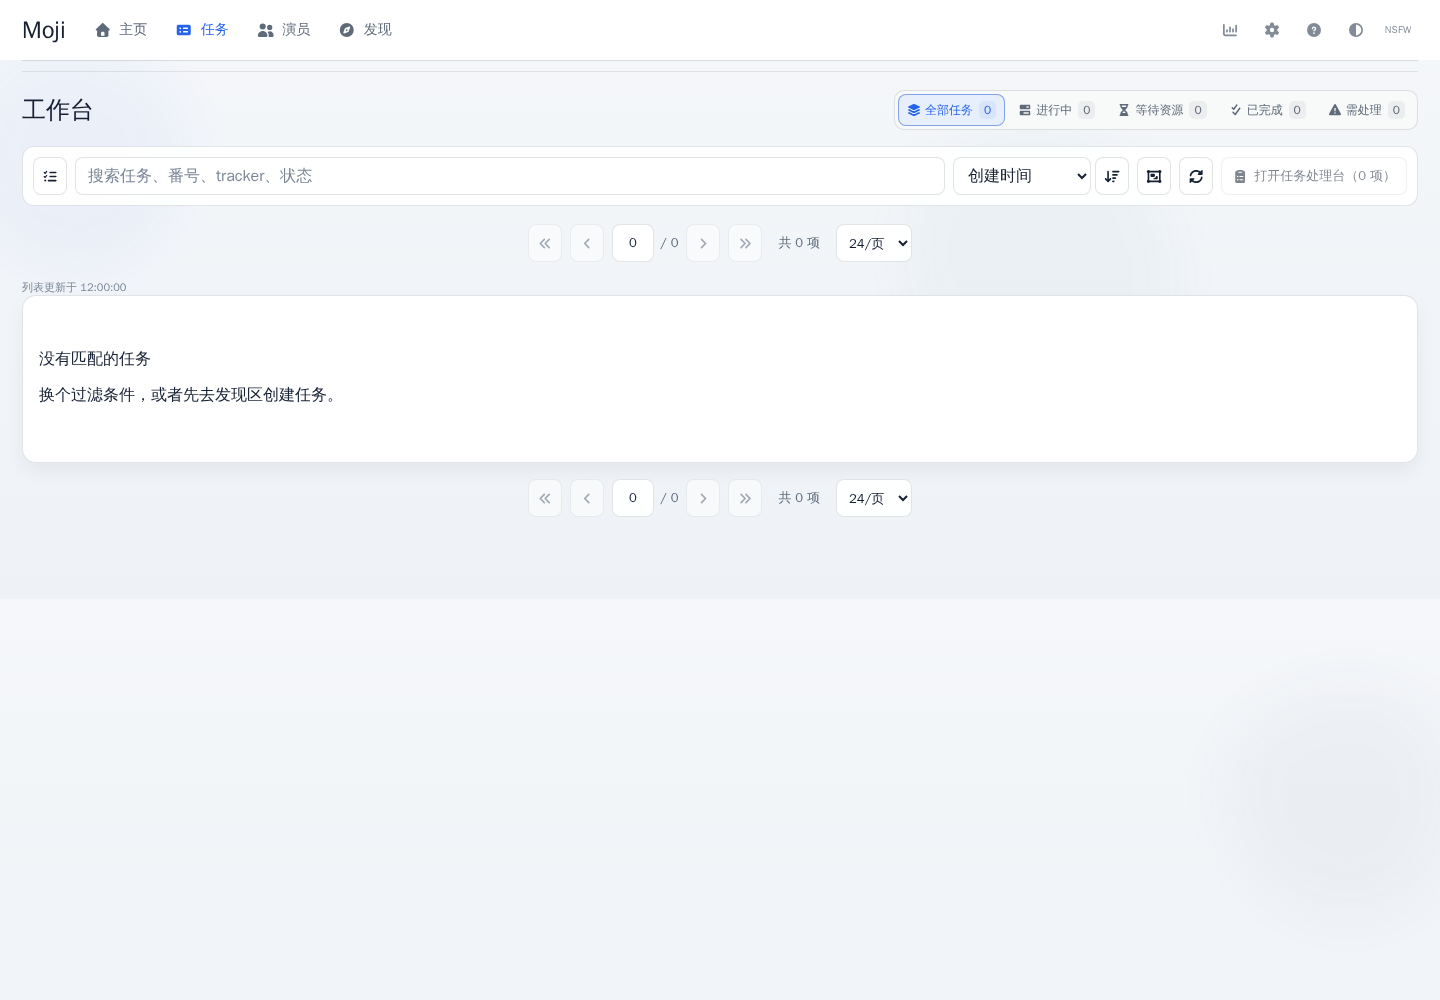 Moji 主页 任务 演员 发现 NSFW
工作台 全部任务 0 进行中 0 等待资源 0 已完成 0 需处理 0
搜索任务、番号、tracker、状态 创建时间 打开任务处理台（0 项）
0 / 0 共 0 项 24/页
列表更新于 12:00:00
没有匹配的任务
换个过滤条件，或者先去发现区创建任务。
0 / 0 共 0 项 24/页